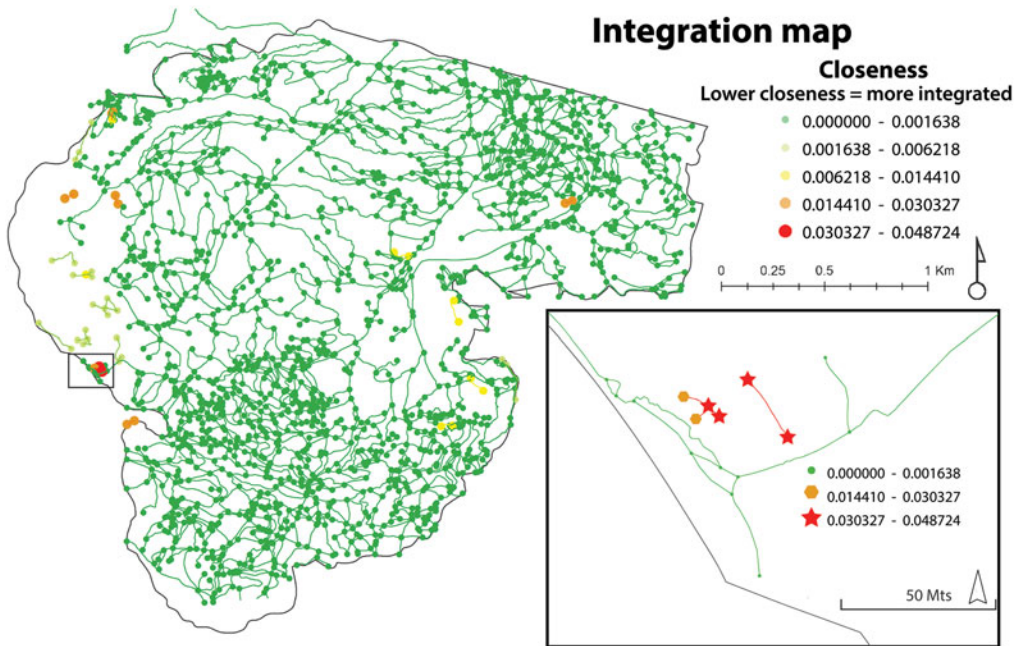 Integration map
Closeness
Lower closeness = more integrated
0.000000 - 0.001638
0.001638 - 0.006218
0.006218 - 0.014410
0.014410 - 0.030327
0.030327 - 0.048724
0 0.25 0.5 1 Km
0.000000 - 0.001638
0.014410 - 0.030327
0.030327 - 0.048724
50 Mts